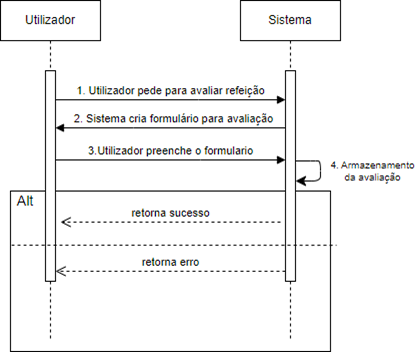 Utilizador
Sistema
1. Utilizador pede para avaliar refeição
2. Sistema cria formulário para avaliação
3.Utilizador preenche o formulario
4. Armazenamento
da avaliação
Alt
retorna sucesso
retorna erro